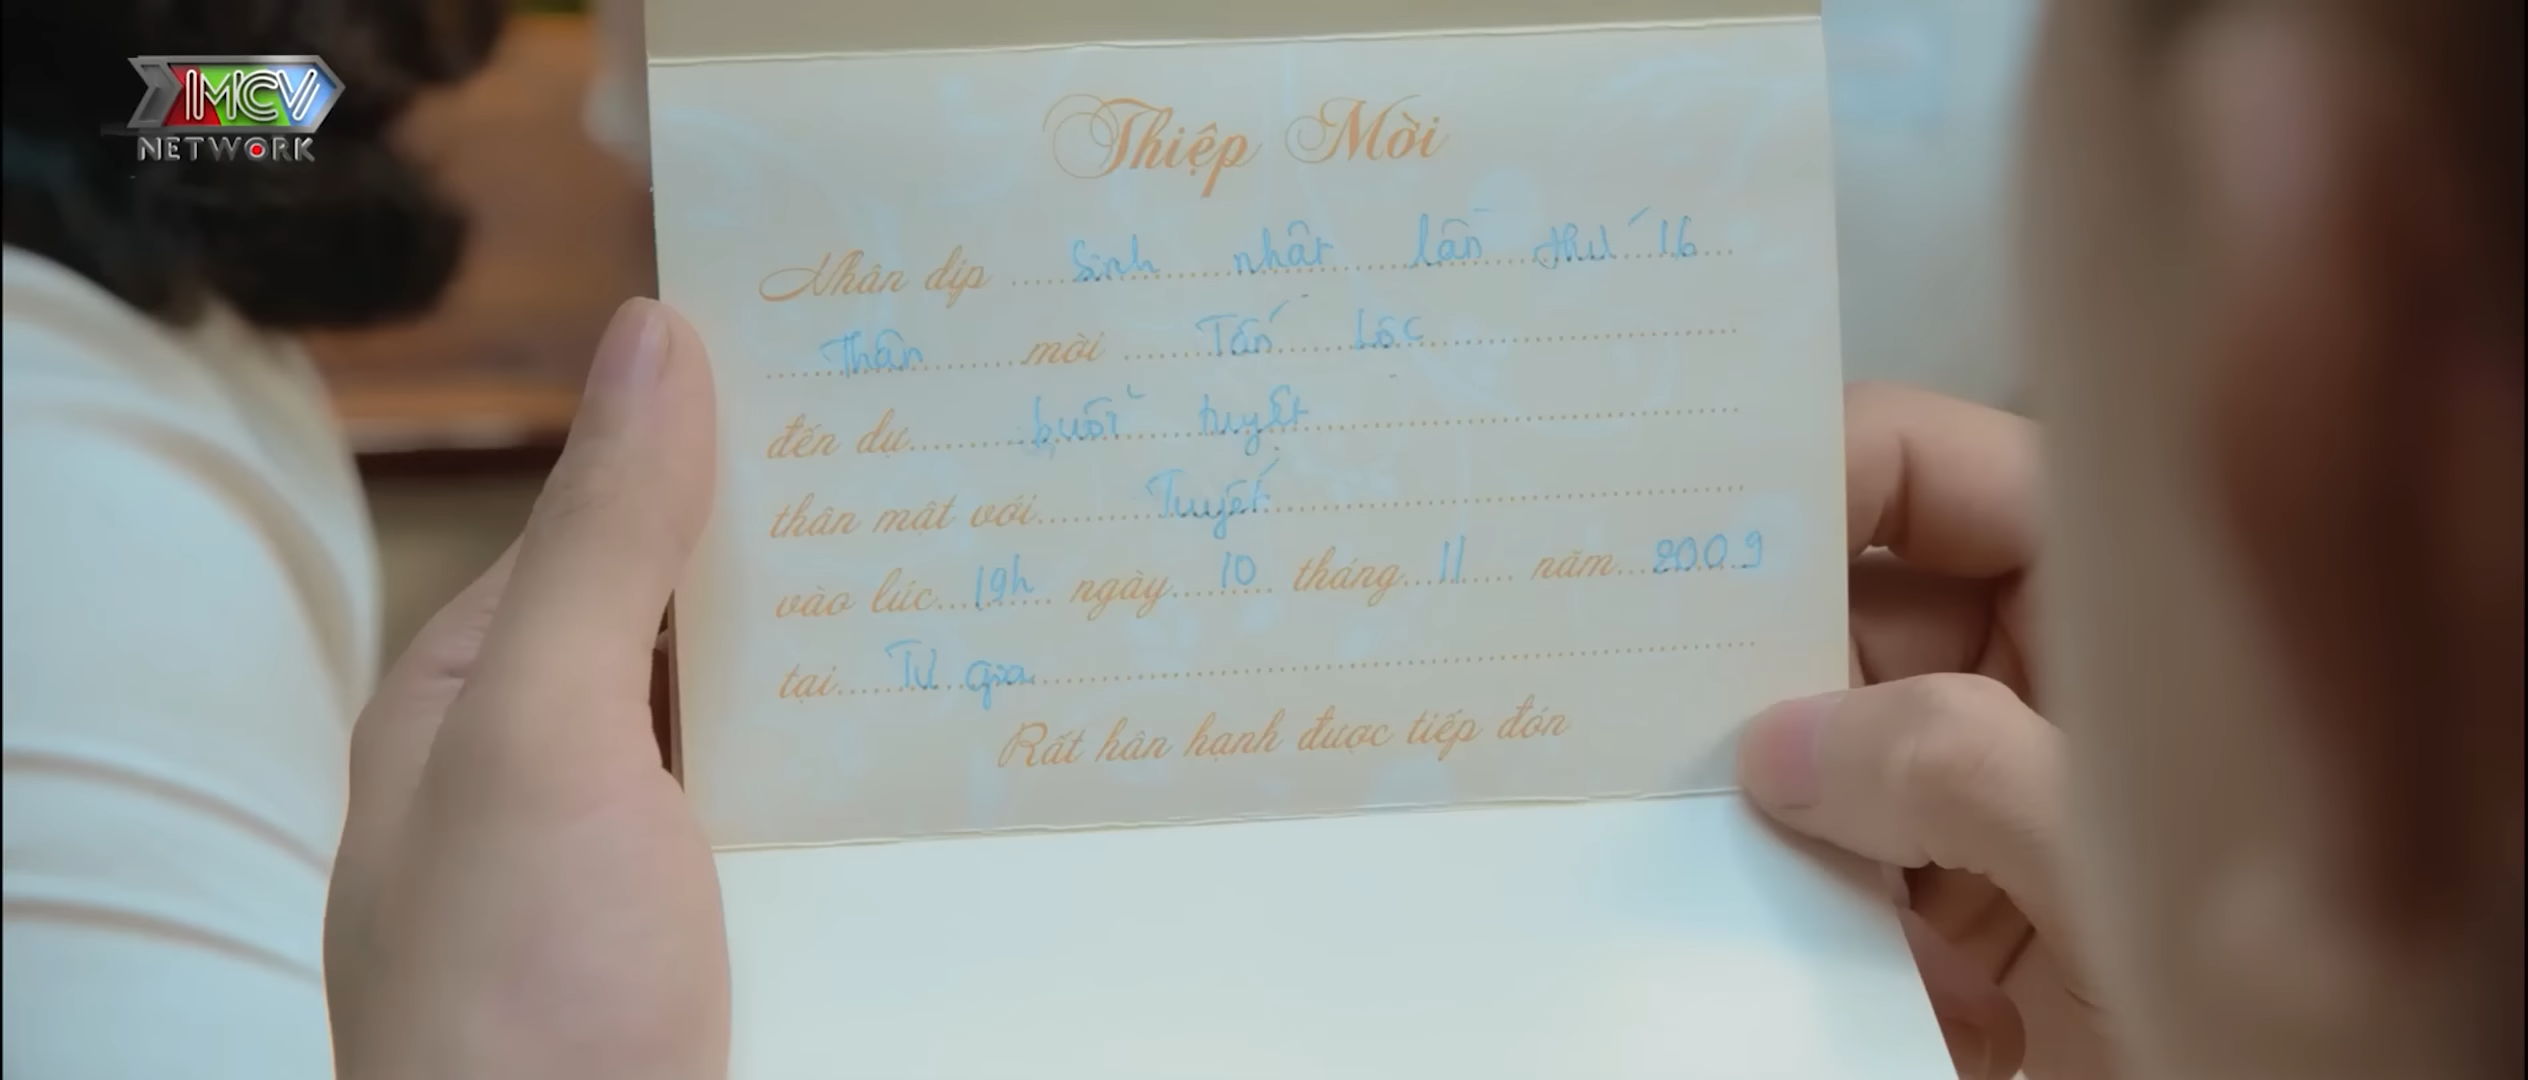 MCV
NETWORK
Thiệp Mời
Nhân dịp ..... Sinh nhật lần thứ 16 ...
..... Thân ..... mời ..... Tấn Lộc .....
đến dự ..... buổi tuyệt .....
thân mật với ..... Tuyết .....
vào lúc ... 19h ... ngày ... 10 ... tháng ... 11 ... năm ... 2009
tại ..... Tư gia .....
Rất hân hạnh được tiếp đón